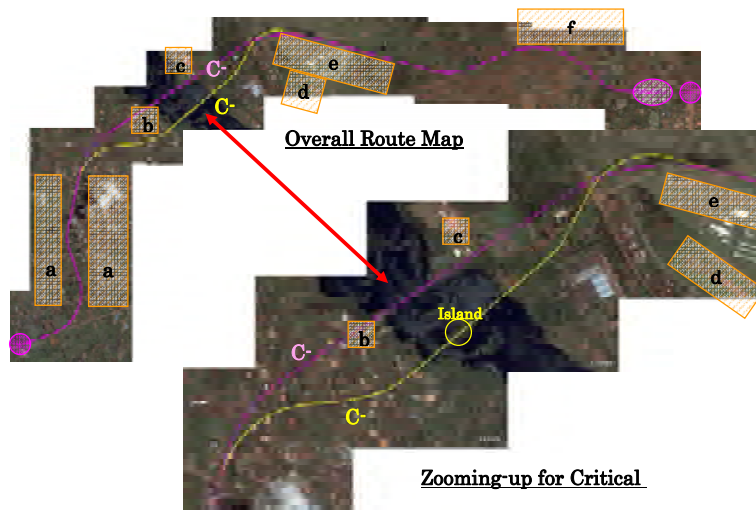 f
c
C-
e
d
C-
b
Overall Route Map
a
a
e
c
d
Island
b
C-
C-
Zooming-up for Critical